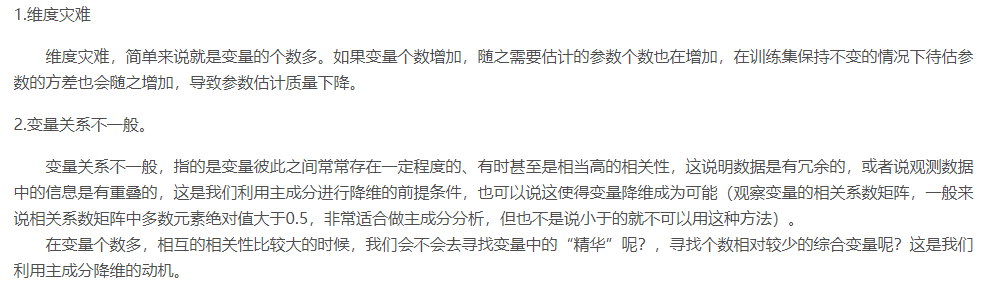 1.维度灾难
维度灾难，简单来说就是变量的个数多。如果变量个数增加，随之需要估计的参数个数也在增加，在训练集保持不变的情况下待估参
数的方差也会随之增加，导致参数估计质量下降。
2.变量关系不一般。
变量关系不一般，指的是变量彼此之间常常存在一定程度的、有时甚至是相当高的相关性，这说明数据是有冗余的，或者说观测数据
中的信息是有重叠的，这是我们利用主成分进行降维的前提条件，也可以说这使得变量降维成为可能（观察变量的相关系数矩阵，一般来
说相关系数矩阵中多数元素绝对值大于0.5，非常适合做主成分分析，但也不是说小于的就不可以用这种方法）。
在变量个数多，相互的相关性比较大的时候，我们会不会去寻找变量中的“精华”呢？，寻找个数相对较少的综合变量呢？这是我们
利用主成分降维的动机。